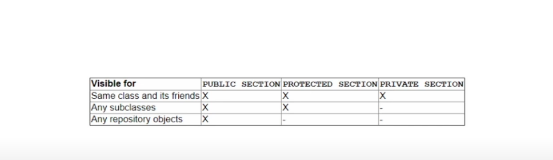 Visible for PUBLIC SECTION PROTECTED SECTION PRIVATE SECTION
Same class and its friends X X X
Any subclasses X X -
Any repository objects X - -